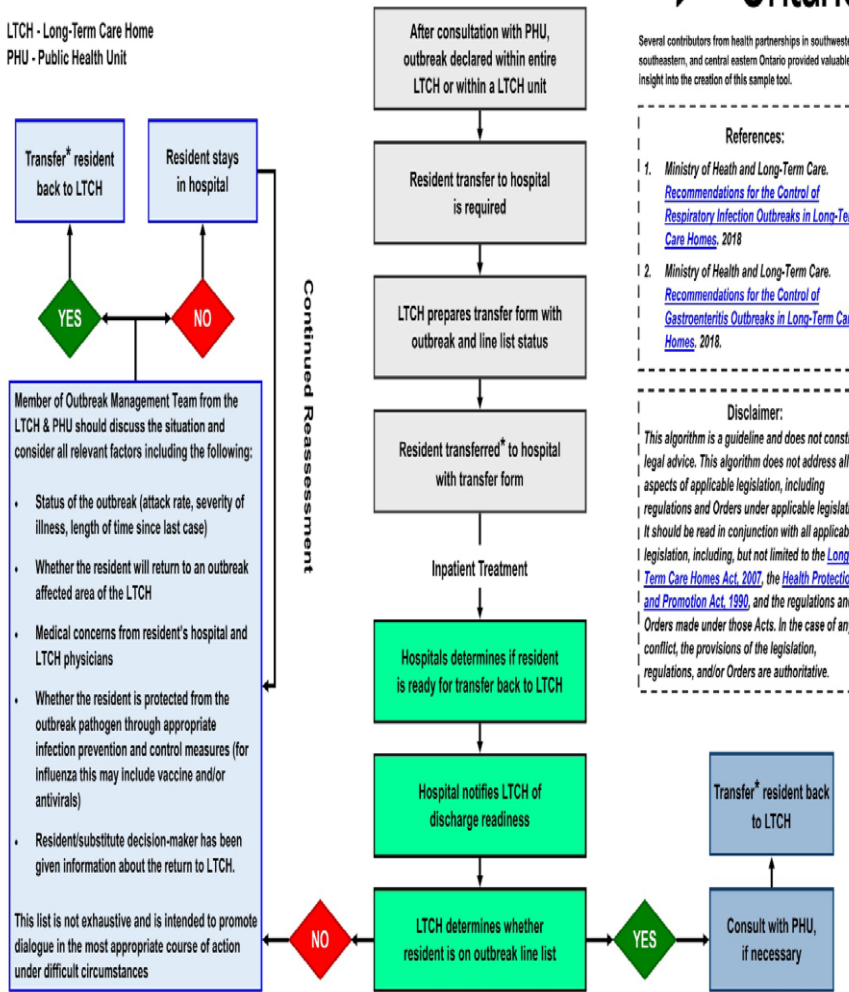 Ontario
LTCH - Long-Term Care Home
PHU - Public Health Unit
Several contributors from health partnerships in
southeastern, and central eastern Ontario provided valuable
insight into the creation of this sample tool.
After consultation with PHU,
outbreak declared within entire
LTCH or within a LTCH unit
Resident transfer to hospital
is required
LTCH prepares transfer form with
outbreak and line list status
Resident transferred* to hospital
with transfer form
Inpatient Treatment
Hospitals determines if resident
is ready for transfer back to LTCH
Hospital notifies LTCH of
discharge readiness
LTCH determines whether
resident is on outbreak line list
NO
YES
Consult with PHU,
if necessary
Transfer* resident back
to LTCH
Transfer* resident
back to LTCH
Resident stays
in hospital
YES
NO
Continued Reassessment
Member of Outbreak Management Team from the
LTCH & PHU should discuss the situation and
consider all relevant factors including the following:
• Status of the outbreak (attack rate, severity of
illness, length of time since last case)
• Whether the resident will return to an outbreak
affected area of the LTCH
• Medical concerns from resident's hospital and
LTCH physicians
• Whether the resident is protected from the
outbreak pathogen through appropriate
infection prevention and control measures (for
influenza this may include vaccine and/or
antivirals)
• Resident/substitute decision-maker has been
given information about the return to LTCH.
This list is not exhaustive and is intended to promote
dialogue in the most appropriate course of action
under difficult circumstances
References:
1. Ministry of Heath and Long-Term Care.
Recommendations for the Control of
Respiratory Infection Outbreaks in
Care Homes. 2018
2. Ministry of Health and Long-Term Care.
Recommendations for the Control of
Gastroenteritis Outbreaks in Long-Term
Homes. 2018.
Disclaimer:
This algorithm is a guideline and does not
legal advice. This algorithm does not address all
aspects of applicable legislation, including
regulations and Orders under applicable
It should be read in conjunction with all
legislation, including, but not limited to the Long-
Term Care Homes Act, 2007, the Health
and Promotion Act, 1990, and the regulations and
Orders made under those Acts. In the case of any
conflict, the provisions of the legislation,
regulations, and/or Orders are authoritative.